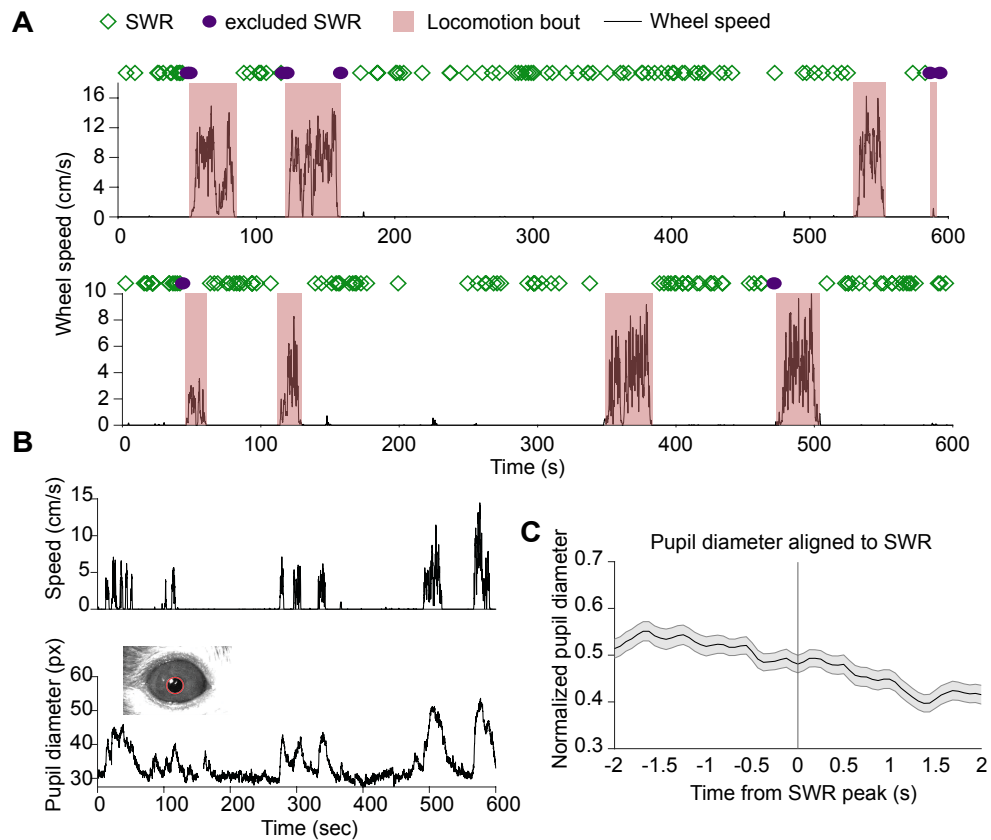 A
SWR
excluded SWR
Locomotion bout
Wheel speed
Wheel speed (cm/s)
16
12
8
4
0
0 100 200 300 400 500 600
10
8
6
4
2
0
0 100 200 300 400 500 600
Time (s)
B
Speed (cm/s)
15
10
5
0
Pupil diameter (px)
60
50
40
30
0 100 200 300 400 500 600
Time (sec)
C
Pupil diameter aligned to SWR
Normalized pupil diameter
0.7
0.6
0.5
0.4
0.3
-2 -1.5 -1 -0.5 0 0.5 1 1.5 2
Time from SWR peak (s)